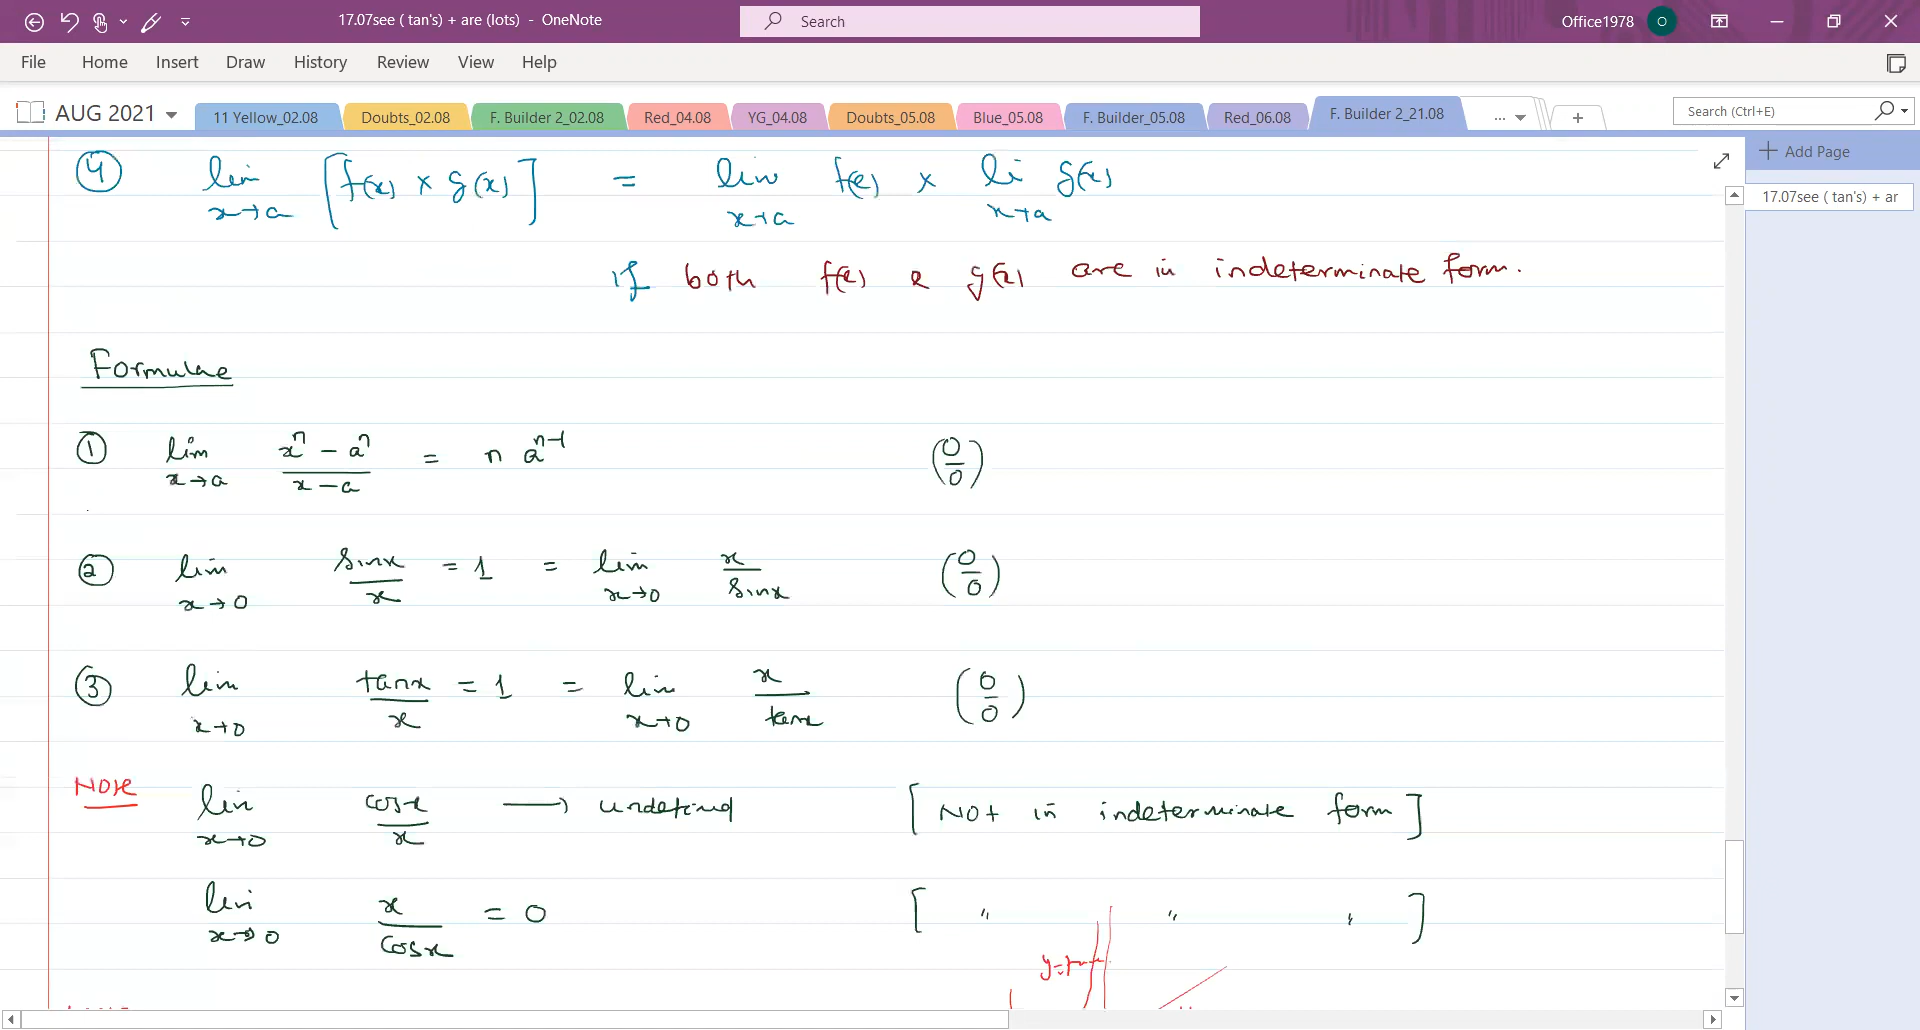 17.07see ( tan's) + are (lots) - OneNote
Search
Office1978
O
File Home Insert Draw History Review View Help
AUG 2021
11 Yellow_02.08 Doubts_02.08 F. Builder 2_02.08 Red_04.08 YG_04.08 Doubts_05.08 Blue_05.08 F. Builder_05.08 Red_06.08 F. Builder 2_21.08 ... +
Search (Ctrl+E)
Add Page
17.07see ( tan's) + ar
④ lim x→a [f(x) × g(x)] = lim x→a f(x) × li x→a g(x)
if both f(x) & g(x) are in indeterminate form.
Formulae
① lim x→a (xⁿ - aⁿ)/(x - a) = n aⁿ⁻¹ (0/0)
② lim x→0 sinx/x = 1 = lim x→0 x/sinx (0/0)
③ lim x→0 tanx/x = 1 = lim x→0 x/tanx (0/0)
Note lim x→0 cosx/x → undefined [Not in indeterminate form]
lim x→0 x/cosx = 0 [ " " " ]